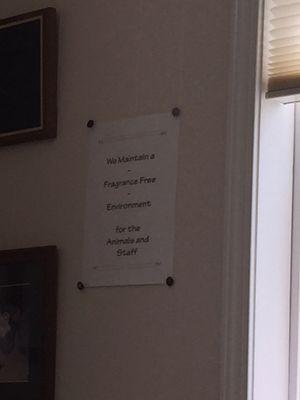 We Maintain a
-
Fragrance Free
-
Environment
for the
Animals and
Staff